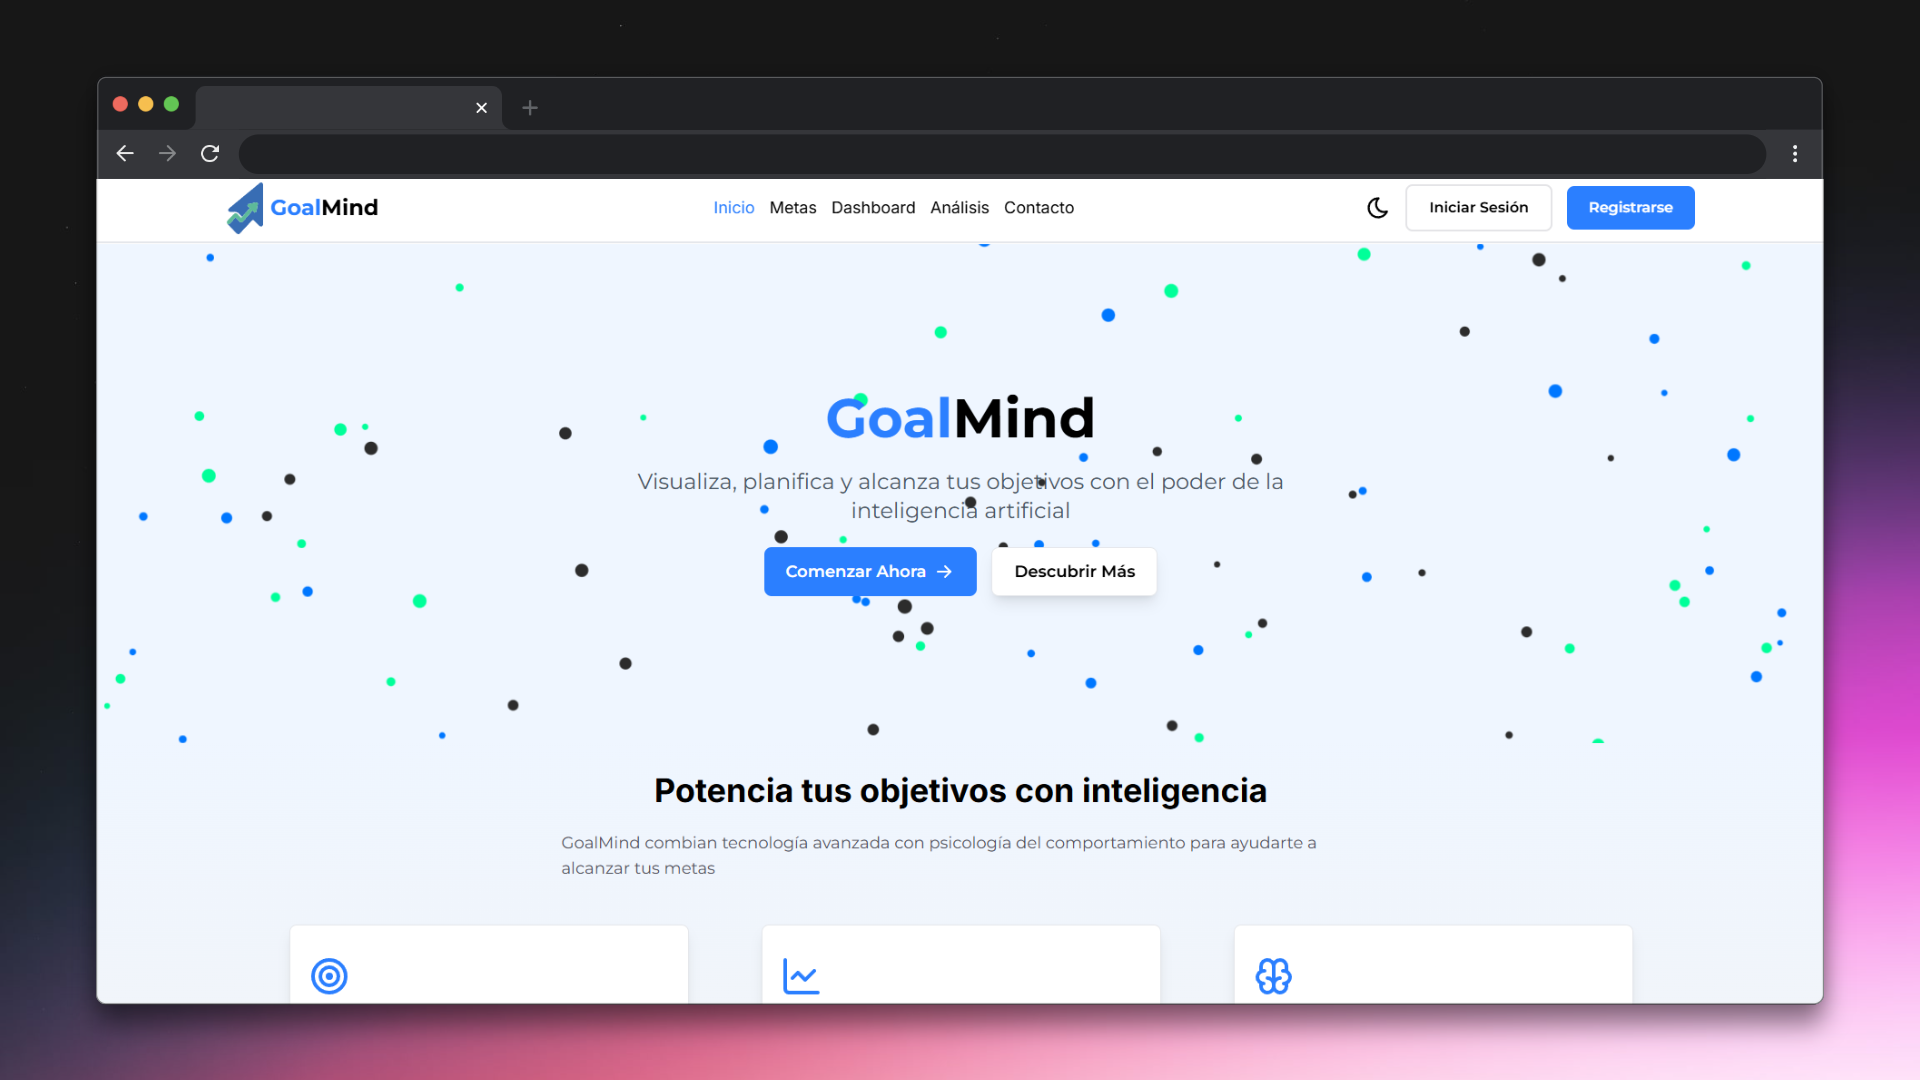 GoalMind
Inicio Metas Dashboard Análisis Contacto
Iniciar Sesión
Registrarse
GoalMind
Visualiza, planifica y alcanza tus objetivos con el poder de la
inteligencia artificial
Comenzar Ahora
Descubrir Más
Potencia tus objetivos con inteligencia
GoalMind combian tecnología avanzada con psicología del comportamiento para ayudarte a
alcanzar tus metas